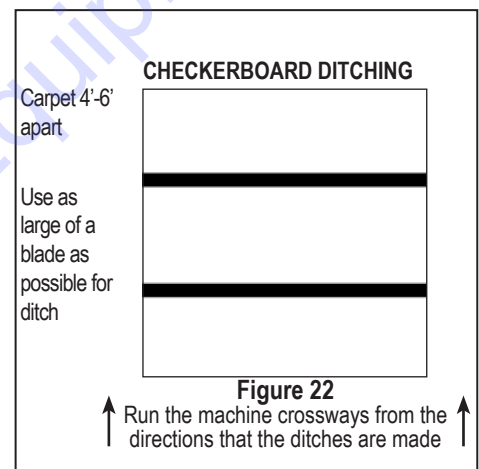 CHECKERBOARD DITCHING
Carpet 4’-6’
apart
Use as
large of a
blade as
possible for
ditch
Figure 22
Run the machine crossways from the
directions that the ditches are made